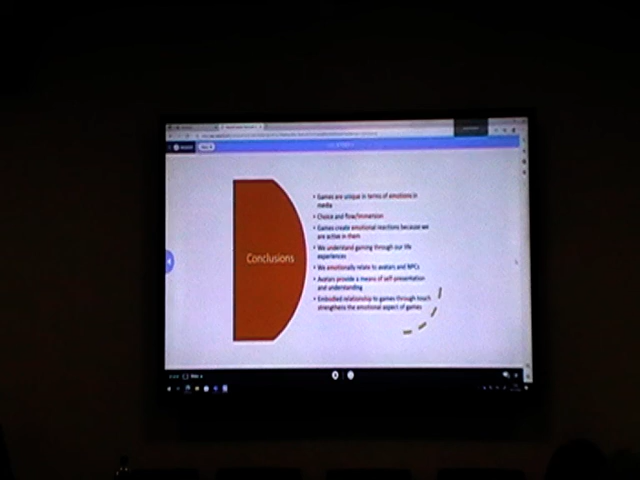 Conclusions
• Games are unique in terms of emotions in
media
• Choice and flow/immersion
• Games create emotional reactions because we
are active in them
• We understand gaming through our life
experiences
• We emotionally relate to avatars and NPCs
• Avatars provide a means of self-presentation
and understanding
• Embodied relationship to games through touch
strengthens the emotional aspect of games